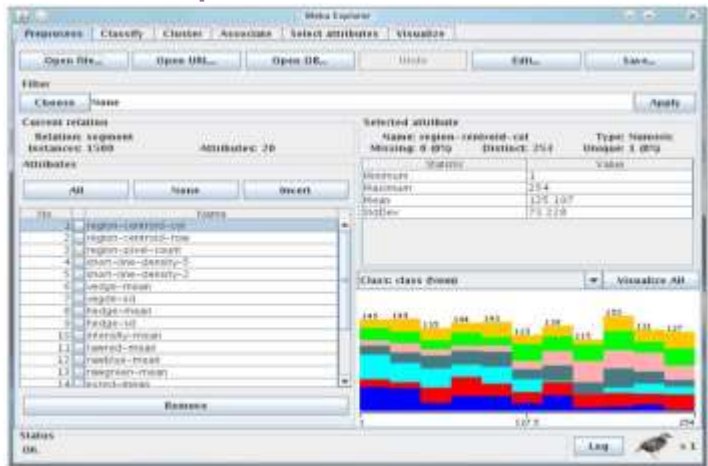 Weka Explorer
Preprocess Classify Cluster Associate Select attributes Visualize
Open file... Open URL... Open DB... Undo Edit... Save...
Filter
Choose None Apply
Current relation
Relation: segment
Instances: 1500 Attributes: 20
Attributes
All None Invert
No. Name
1 region-centroid-col
2 region-centroid-row
3 region-pixel-count
4 short-line-density-5
5 short-line-density-2
6 vedge-mean
7 vegde-sd
8 hedge-mean
9 hedge-sd
10 intensity-mean
11 rawred-mean
12 rawblue-mean
13 rawgreen-mean
14 exred-mean
Remove
Selected attribute
Name: region-centroid-col Type: Numeric
Missing: 0 (0%) Distinct: 253 Unique: 1 (0%)
Statistic Value
Minimum 1
Maximum 254
Mean 125.197
StdDev 73.228
Class: class (Nom) Visualize All
1 127.5 254
Status
OK
Log x 1